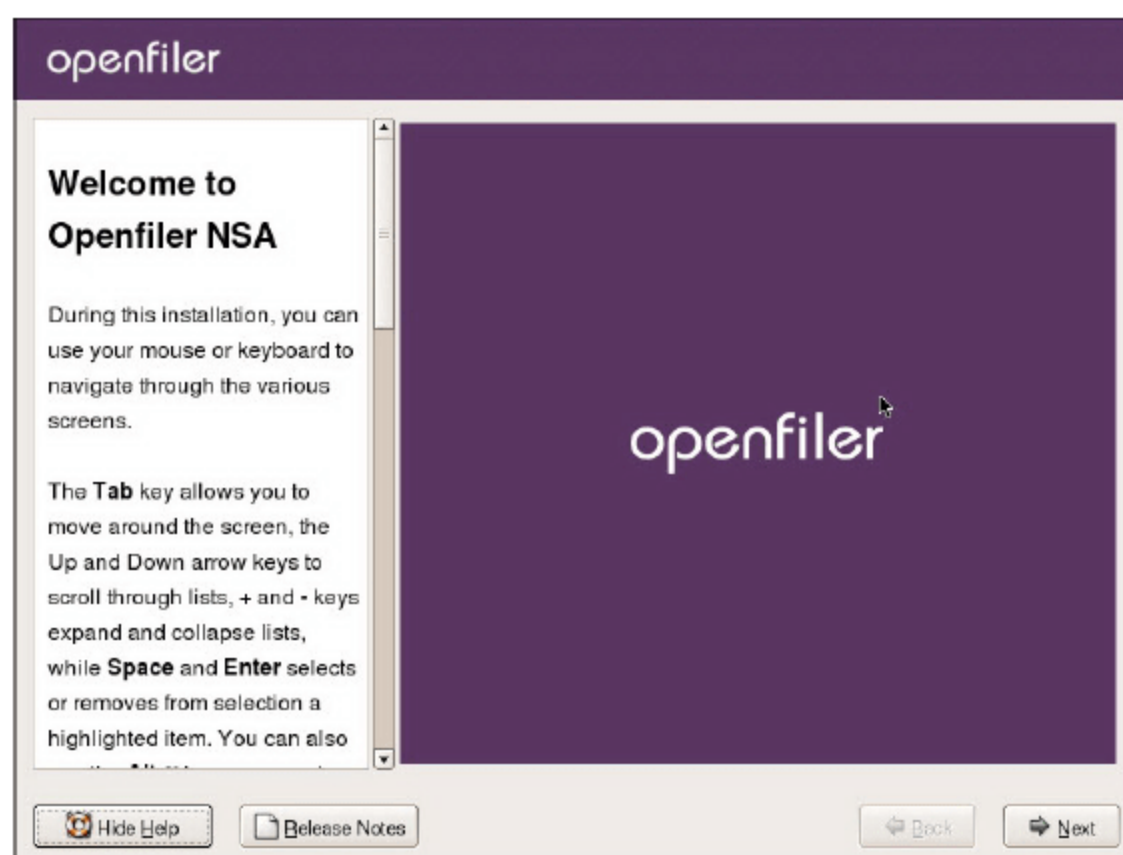 openfiler
Welcome to
Openfiler NSA
During this installation, you can
use your mouse or keyboard to
navigate through the various
screens.
The Tab key allows you to
move around the screen, the
Up and Down arrow keys to
scroll through lists, + and - keys
expand and collapse lists,
while Space and Enter selects
or removes from selection a
highlighted item. You can also
openfiler
Hide Help
Release Notes
Back
Next